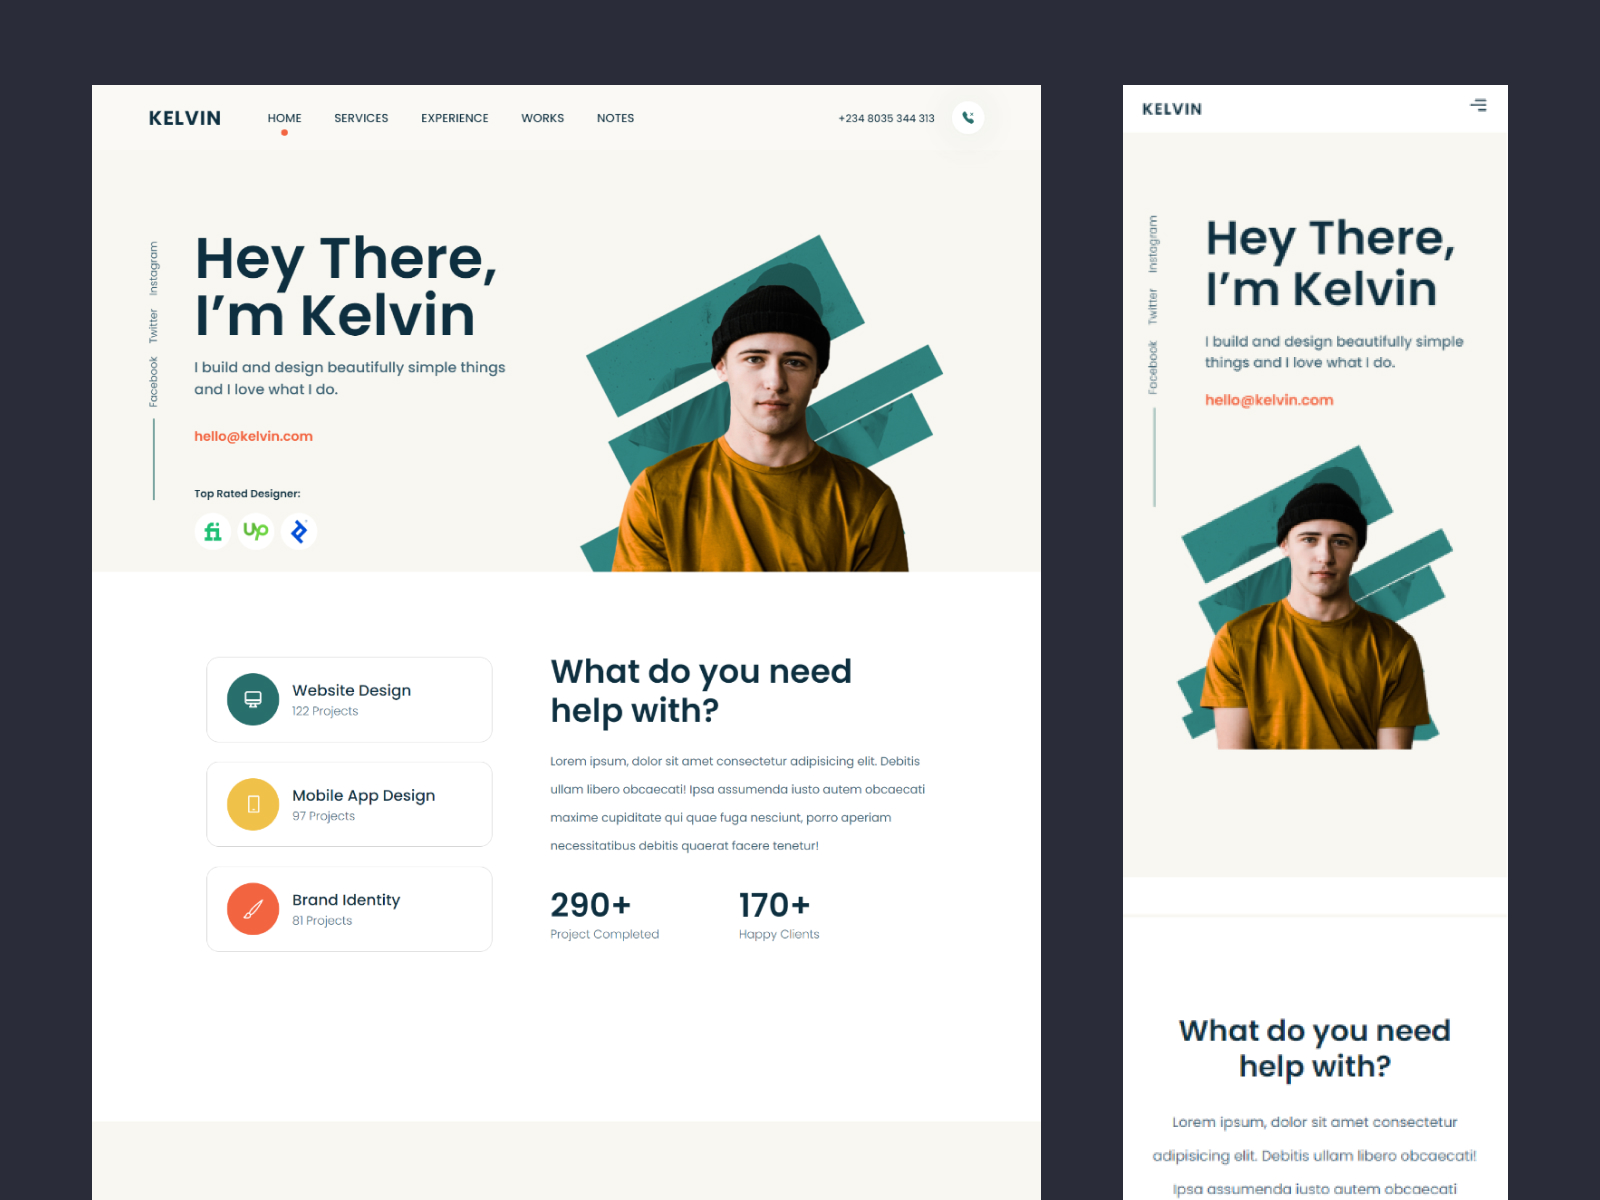 KELVIN
HOME
SERVICES
EXPERIENCE
WORKS
NOTES
+234 8035 344 313
Facebook
Twitter
Instagram
Hey There,
I'm Kelvin
I build and design beautifully simple things
and I love what I do.
hello@kelvin.com
Top Rated Designer:
fi
Up
Website Design
122 Projects
Mobile App Design
97 Projects
Brand Identity
81 Projects
What do you need
help with?
Lorem ipsum, dolor sit amet consectetur adipisicing elit. Debitis
ullam libero obcaecati! Ipsa assumenda iusto autem obcaecati
maxime cupiditate qui quae fuga nesciunt, porro aperiam
necessitatibus debitis quaerat facere tenetur!
290+
Project Completed
170+
Happy Clients
KELVIN
Facebook
Twitter
Instagram
Hey There,
I'm Kelvin
I build and design beautifully simple
things and I love what I do.
hello@kelvin.com
What do you need
help with?
Lorem ipsum, dolor sit amet consectetur
adipisicing elit. Debitis ullam libero obcaecati!
Ipsa assumenda iusto autem obcaecati